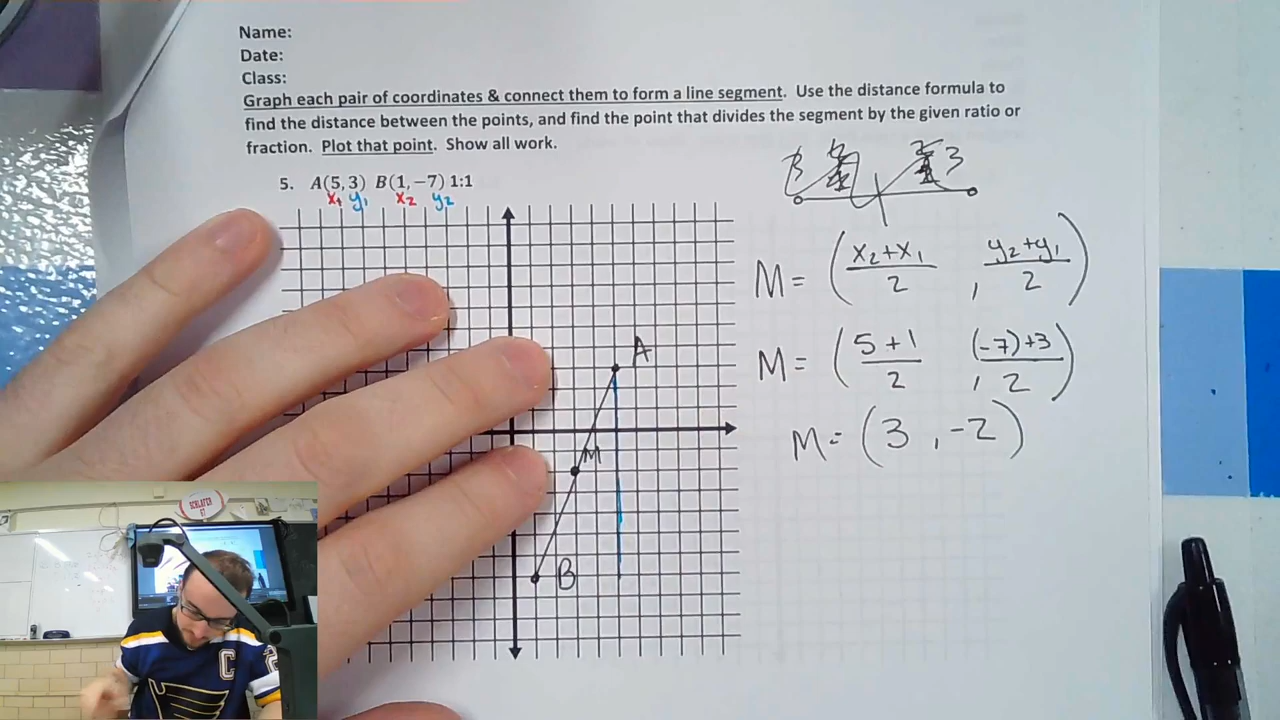 Name:
Date:
Class:
Graph each pair of coordinates & connect them to form a line segment. Use the distance formula to
find the distance between the points, and find the point that divides the segment by the given ratio or
fraction. Plot that point. Show all work.
5. A(5,3) B(1,−7) 1:1
x₁ y₁ x₂ y₂
3
M = (x₂+x₁/2 , y₂+y₁/2)
M = (5+1/2 , (-7)+3/2)
M = (3 , -2)
A
M
B
C